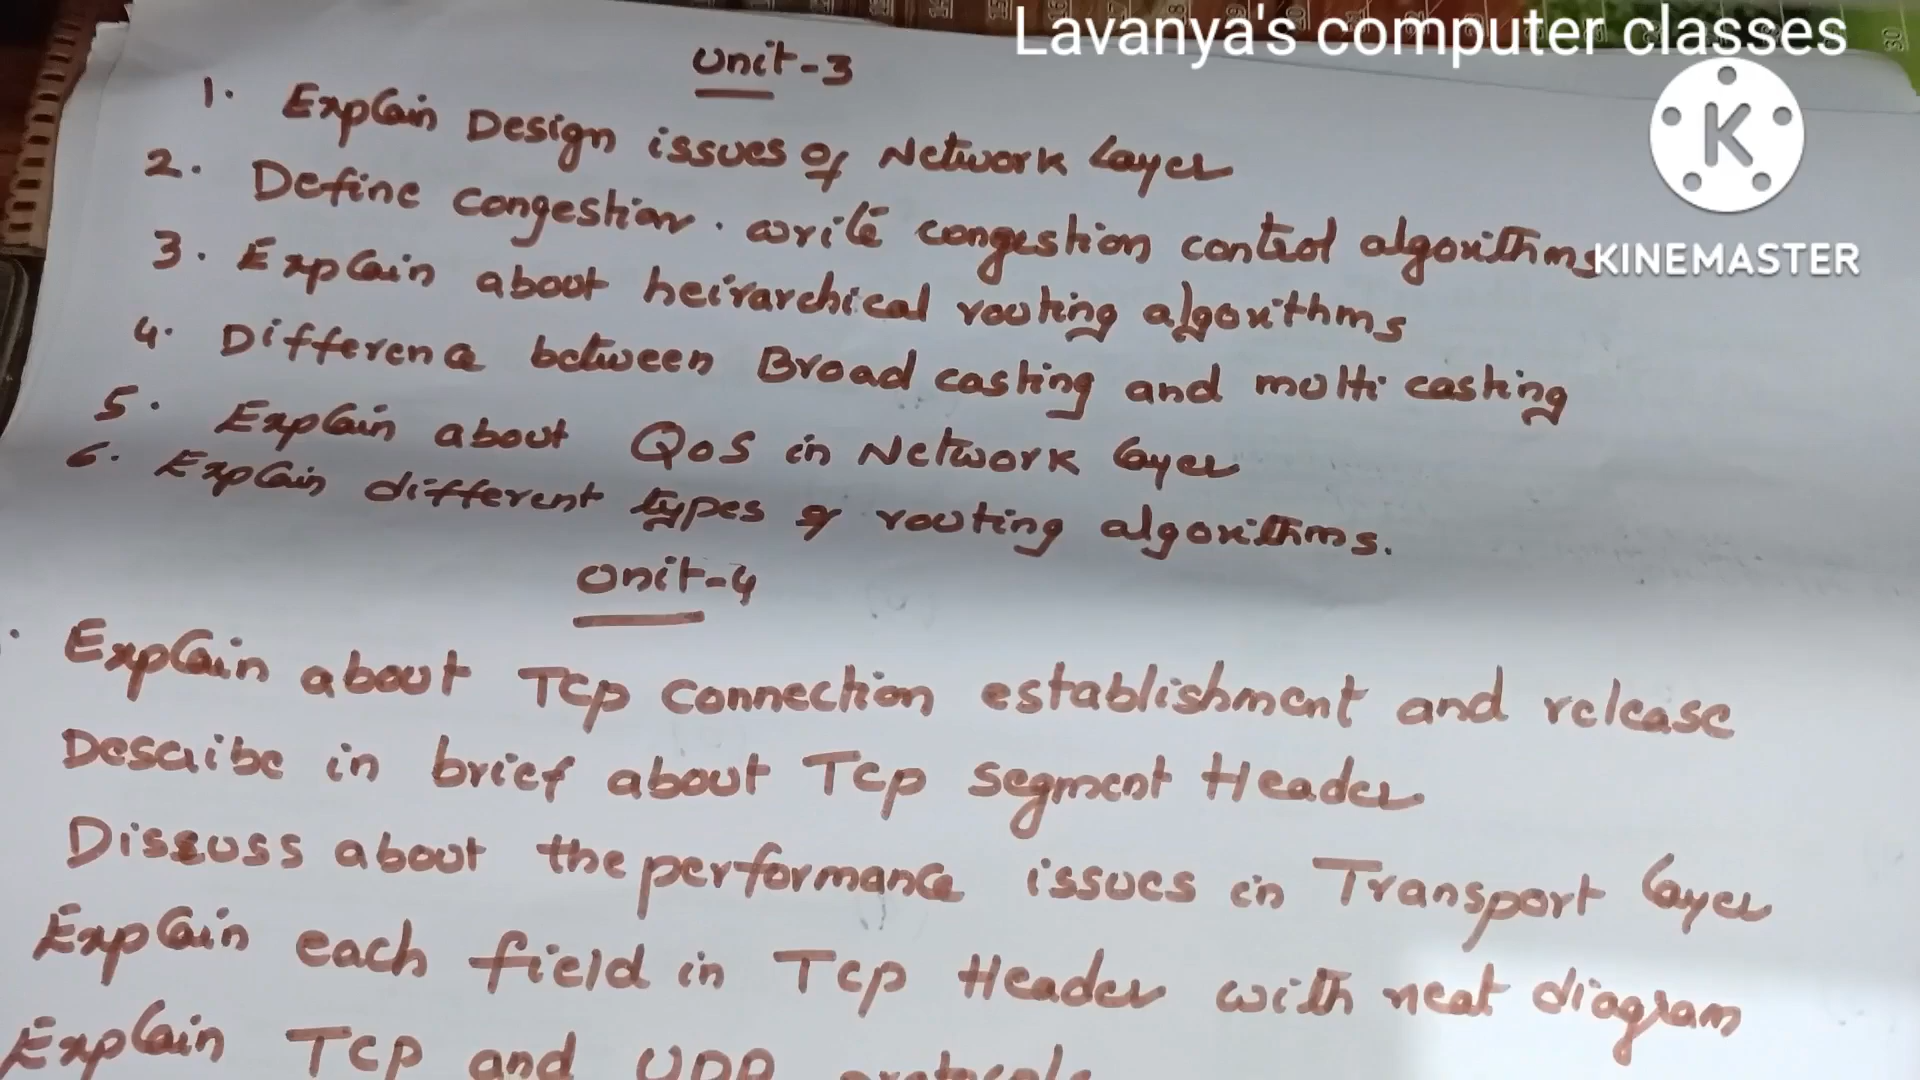 Lavanya's computer classes
K
KINEMASTER
Unit-3
1. Explain Design issues of Network Layer
2. Define congestion. write congestion control algorithms
3. Explain about heirarchical routing algorithms
4. Difference between Broad casting and multi casting
5. Explain about QoS in Network layer
6. Explain different types of routing algorithms.
Unit-4
Explain about TCP connection establishment and release
Describe in brief about TCP segment Header.
Discuss about the performance issues in Transport layer
Explain each field in TCP Header with neat diagram
Explain TCP and UDP protocols